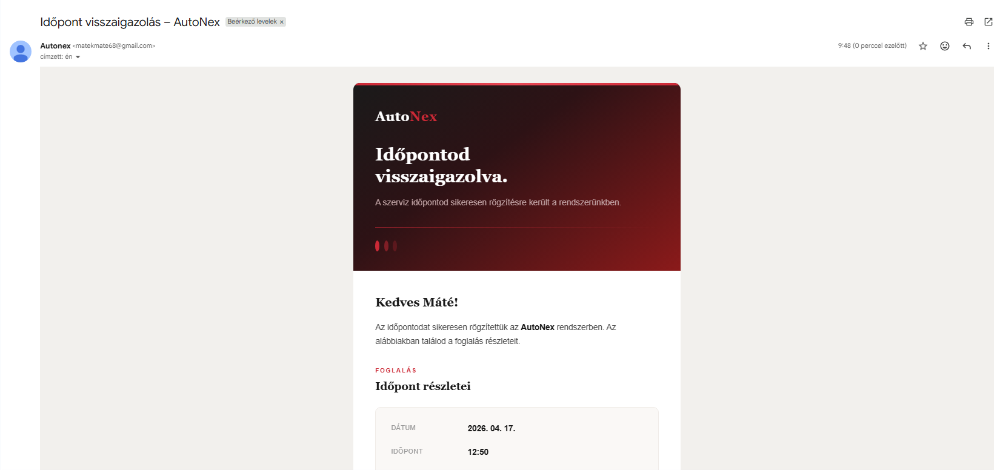 Időpont visszaigazolás – AutoNex
Beérkező levelek ×
Autonex <matekmate68@gmail.com>
9:48 (0 perccel ezelőtt)
címzett: én
AutoNex
Időpontod
visszaigazolva.
A szerviz időpontod sikeresen rögzítésre került a rendszerünkben.
Kedves Máté!
Az időpontodat sikeresen rögzítettük az AutoNex rendszerben. Az
alábbiakban találod a foglalás részleteit.
FOGLALÁS
Időpont részletei
DÁTUM 2026. 04. 17.
IDŐPONT 12:50